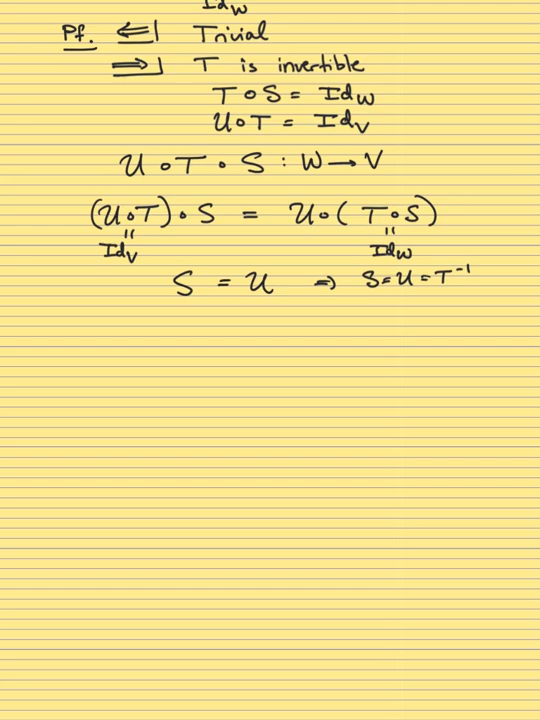 Id_W
Pf. ⇐| Trivial
⇒| T is invertible
T∘S = Id_W
U∘T = Id_V
U∘T∘S : W→V
(U∘T)∘S = U∘(T∘S)
" "
Id_V Id_W
S = U ⇒ S=U=T⁻¹